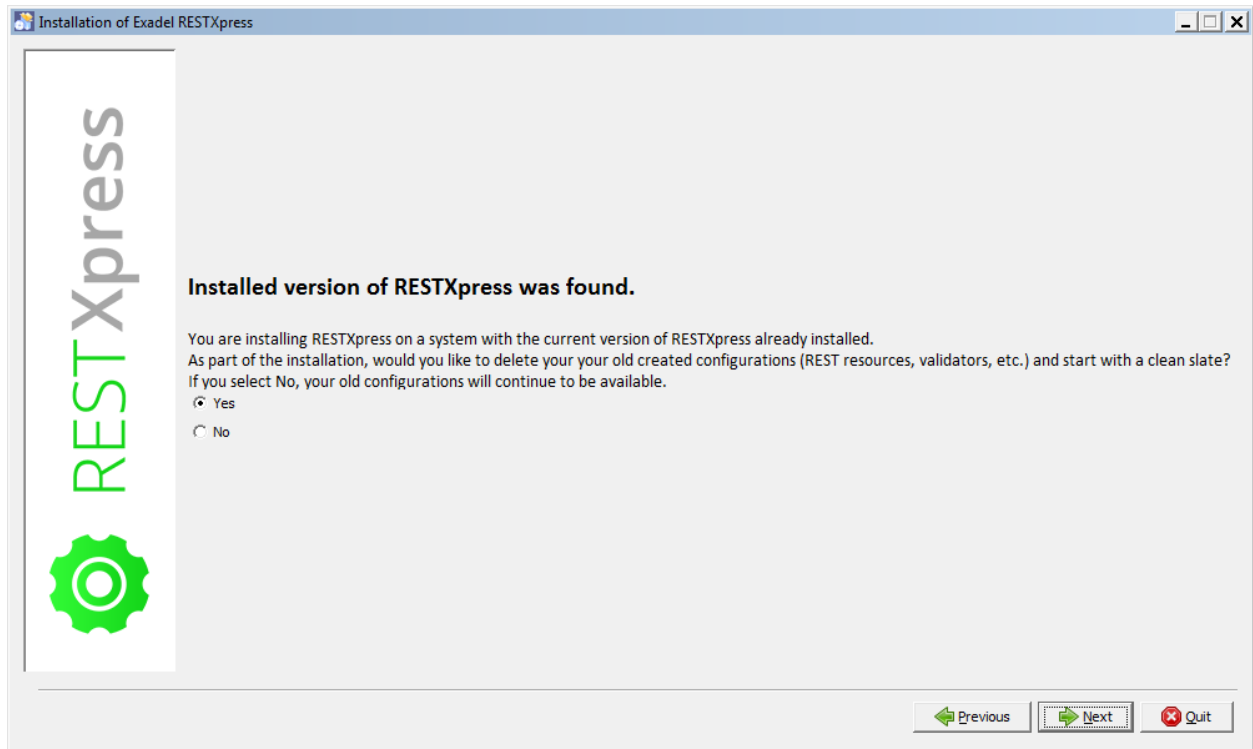 Installation of Exadel RESTXpress
RESTXpress
Installed version of RESTXpress was found.
You are installing RESTXpress on a system with the current version of RESTXpress already installed.
As part of the installation, would you like to delete your your old created configurations (REST resources, validators, etc.) and start with a clean slate?
If you select No, your old configurations will continue to be available.
Yes
No
Previous
Next
Quit